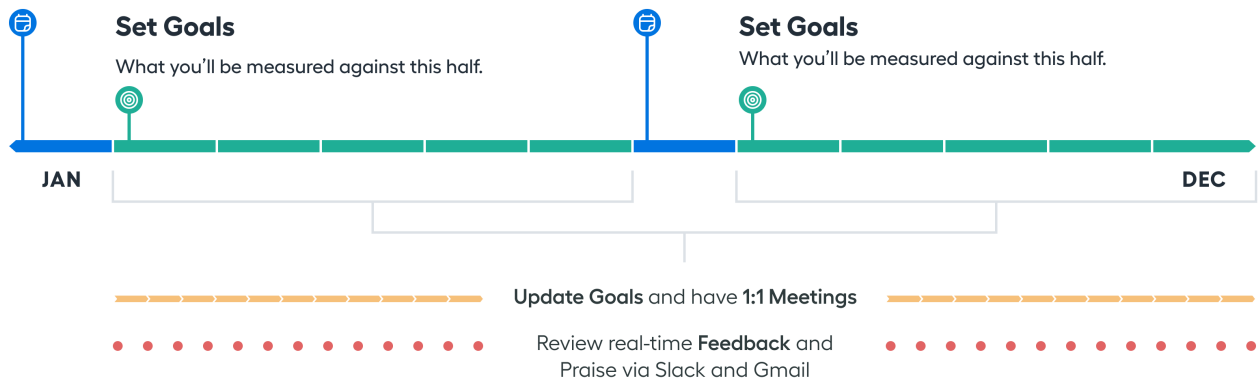 Set Goals
What you’ll be measured against this half.
Set Goals
What you’ll be measured against this half.
JAN
DEC
Update Goals and have 1:1 Meetings
Review real-time Feedback and
Praise via Slack and Gmail